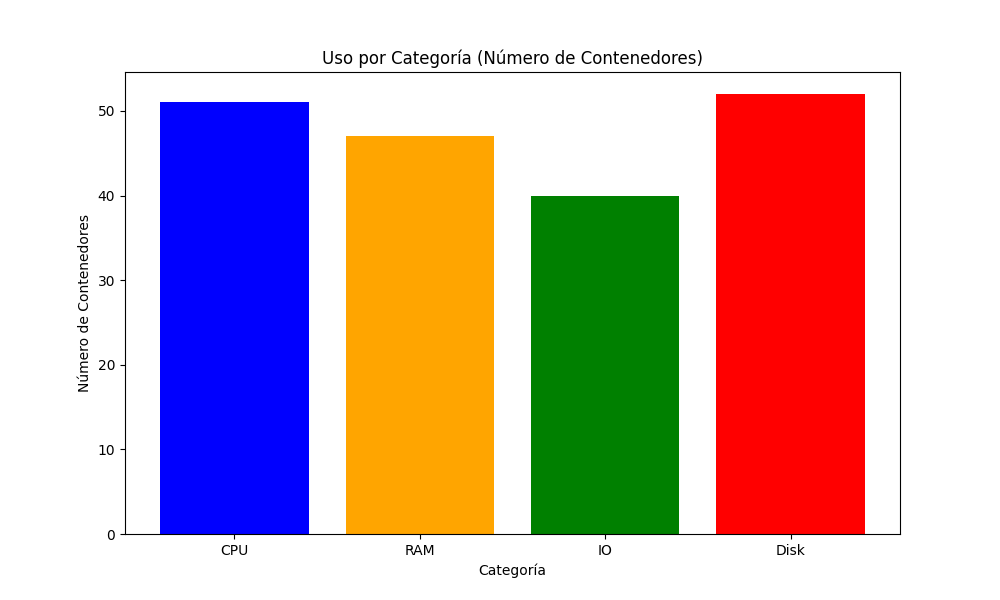 Uso por Categoría (Número de Contenedores)
Número de Contenedores
50
40
30
20
10
0
CPU
RAM
IO
Disk
Categoría